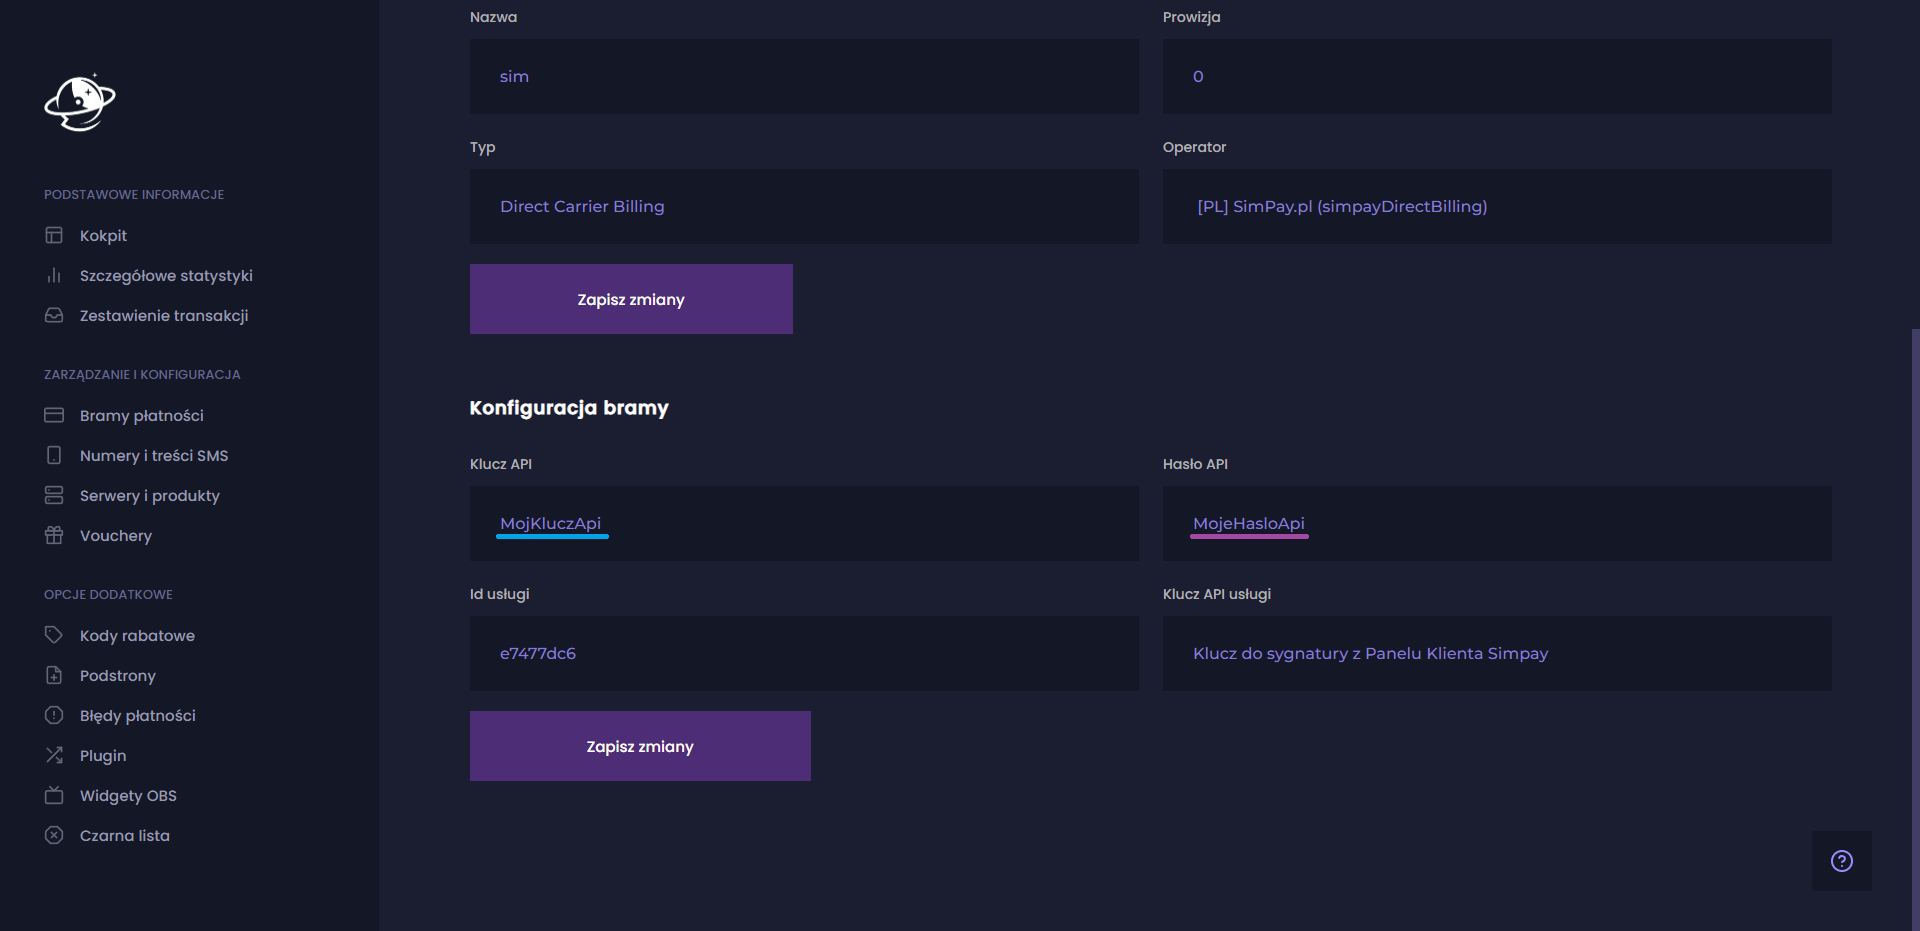 PODSTAWOWE INFORMACJE
Kokpit
Szczegółowe statystyki
Zestawienie transakcji
ZARZĄDZANIE I KONFIGURACJA
Bramy płatności
Numery i treści SMS
Serwery i produkty
Vouchery
OPCJE DODATKOWE
Kody rabatowe
Podstrony
Błędy płatności
Plugin
Widgety OBS
Czarna lista
Nazwa
sim
Prowizja
0
Typ
Direct Carrier Billing
Operator
[PL] SimPay.pl (simpayDirectBilling)
Zapisz zmiany
Konfiguracja bramy
Klucz API
MojKluczApi
Hasło API
MojeHasloApi
Id usługi
e7477dc6
Klucz API usługi
Klucz do sygnatury z Panelu Klienta Simpay
Zapisz zmiany